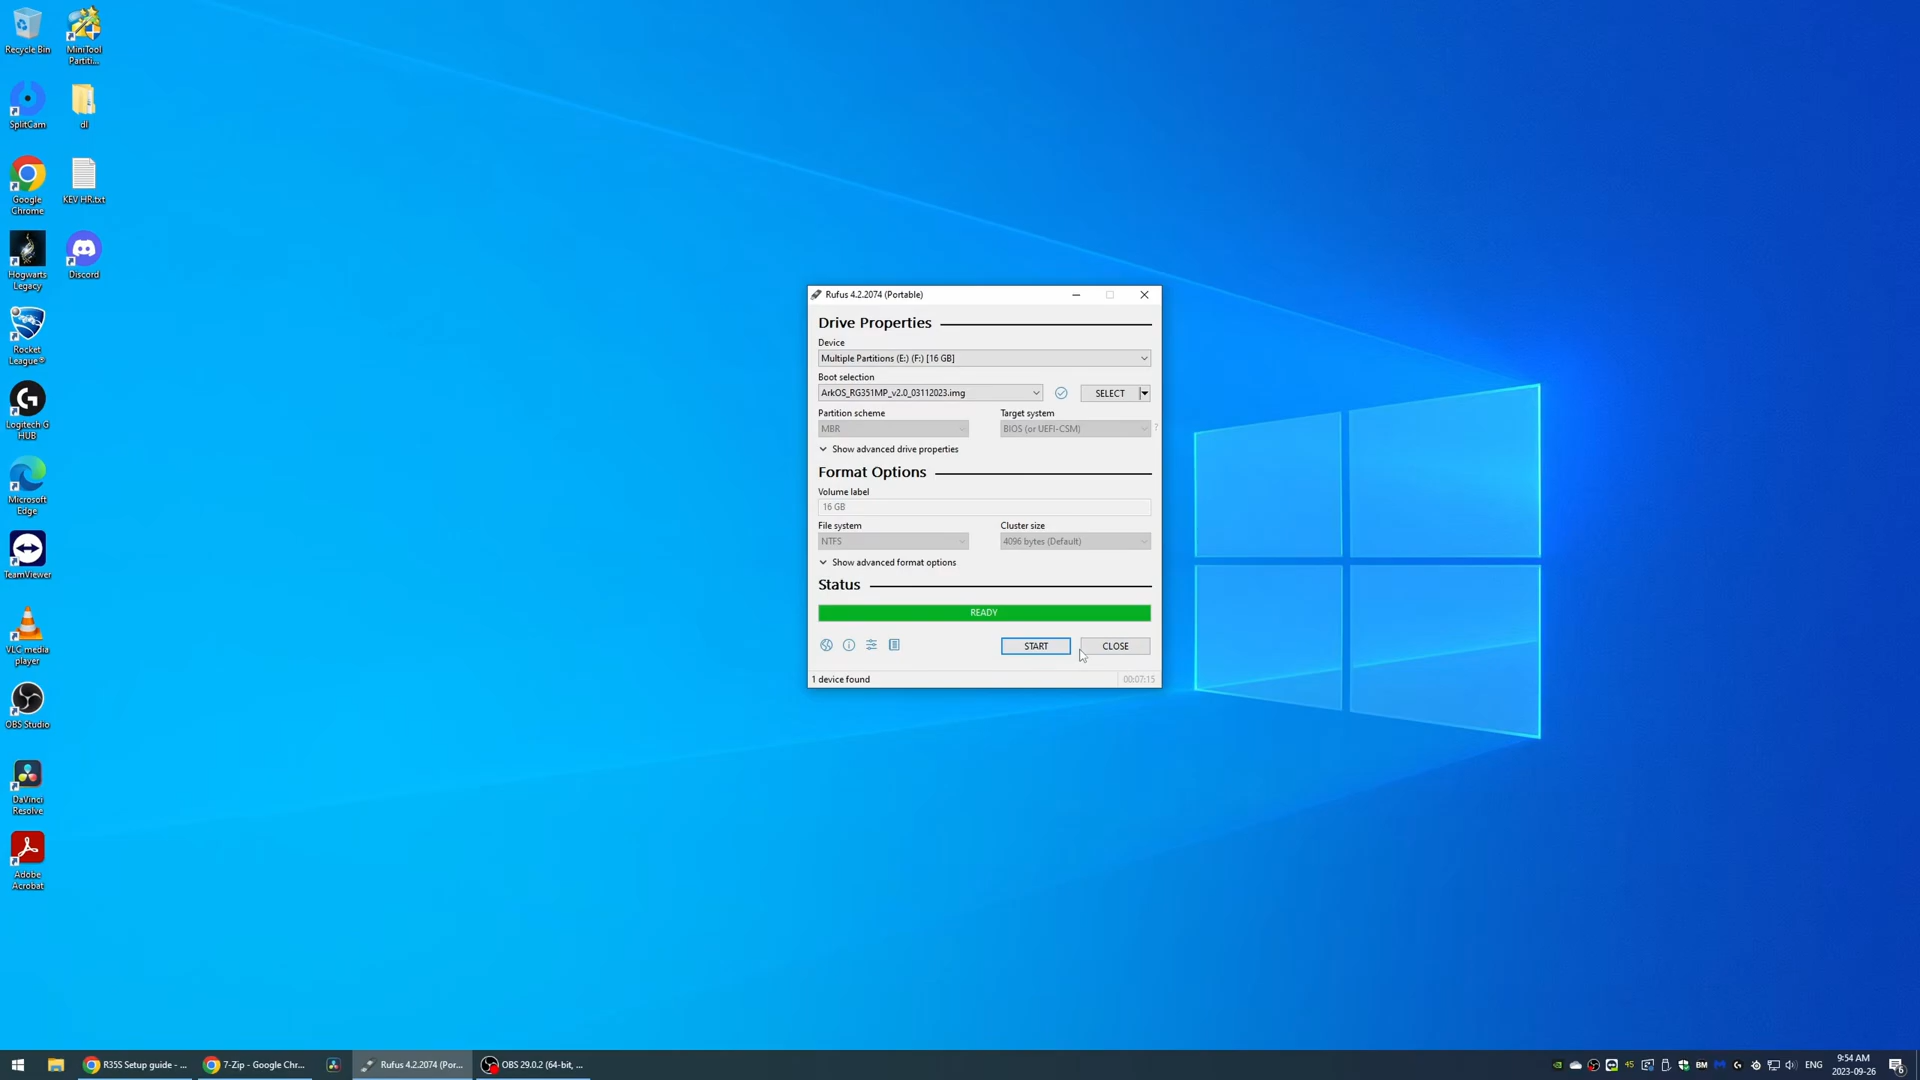 Recycle Bin
MiniTool
Partiti...
SplitCam
dl
Google
Chrome
KEV HR.txt
Hogwarts
Legacy
Discord
Rocket
League®
Logitech G
HUB
Microsoft
Edge
TeamViewer
VLC media
player
OBS Studio
DaVinci
Resolve
Adobe
Acrobat
Rufus 4.2.2074 (Portable)
Drive Properties
Device
Multiple Partitions (E:) (F:) [16 GB]
Boot selection
ArkOS_RG351MP_v2.0_03112023.img
SELECT
Partition scheme
Target system
MBR
BIOS (or UEFI-CSM)
?
Show advanced drive properties
Format Options
Volume label
16 GB
File system
Cluster size
NTFS
4096 bytes (Default)
Show advanced format options
Status
READY
START
CLOSE
1 device found
00:07:15
R35S Setup guide - ...
7-Zip - Google Chr...
Rufus 4.2.2074 (Por...
OBS 29.0.2 (64-bit, ...
45
BM
ENG
9:54 AM
2023-09-26
6